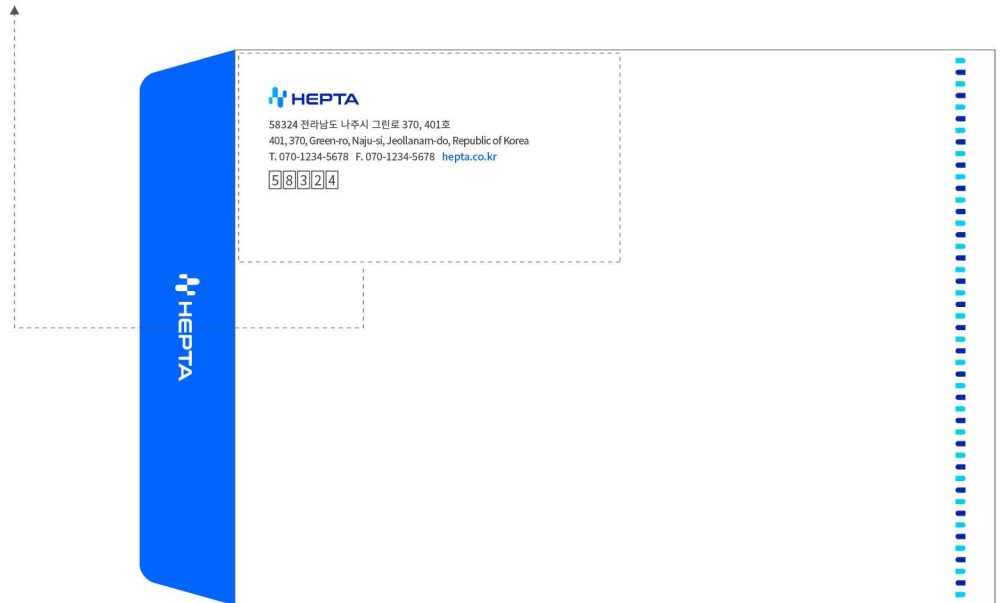 HEPTA
58324 전라남도 나주시 그린로 370, 401호
401, 370, Green-ro, Naju-si, Jeollanam-do, Republic of Korea
T. 070-1234-5678 F. 070-1234-5678 hepta.co.kr
58324
HEPTA